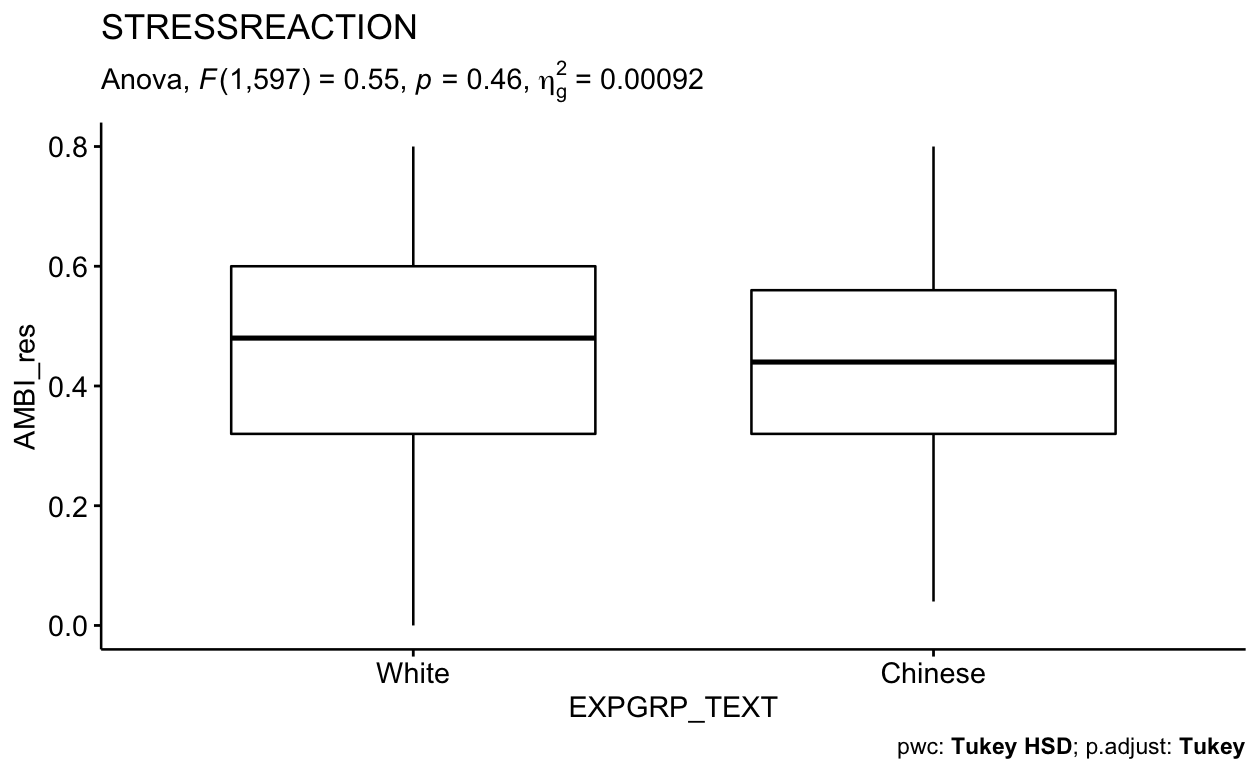 STRESSREACTION
Anova, F(1,597) = 0.55, p = 0.46, η²g = 0.00092
AMBI_res
0.8
0.6
0.4
0.2
0.0
White Chinese
EXPGRP_TEXT
pwc: Tukey HSD; p.adjust: Tukey